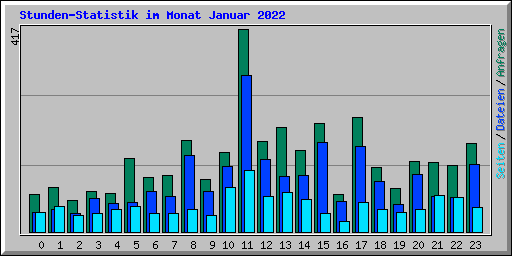 Stunden-Statistik im Monat Januar 2022
417
Seiten / Dateien / Anfragen
0 1 2 3 4 5 6 7 8 9 10 11 12 13 14 15 16 17 18 19 20 21 22 23